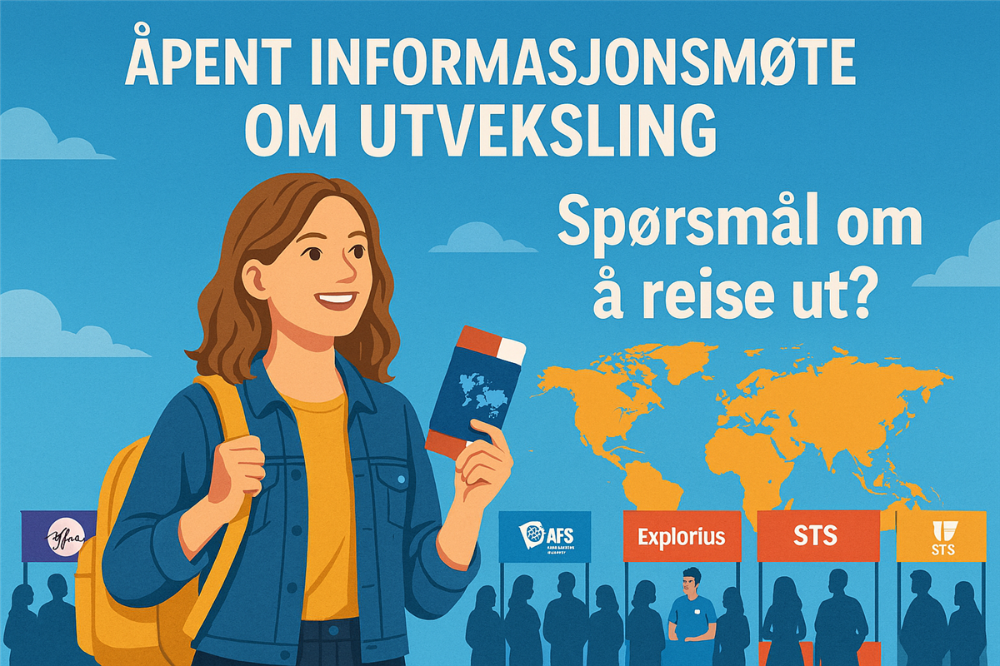 ÅPENT INFORMASJONSMØTE
OM UTVEKSLING
Spørsmål om
å reise ut?
AFS
Explorius
STS
STS